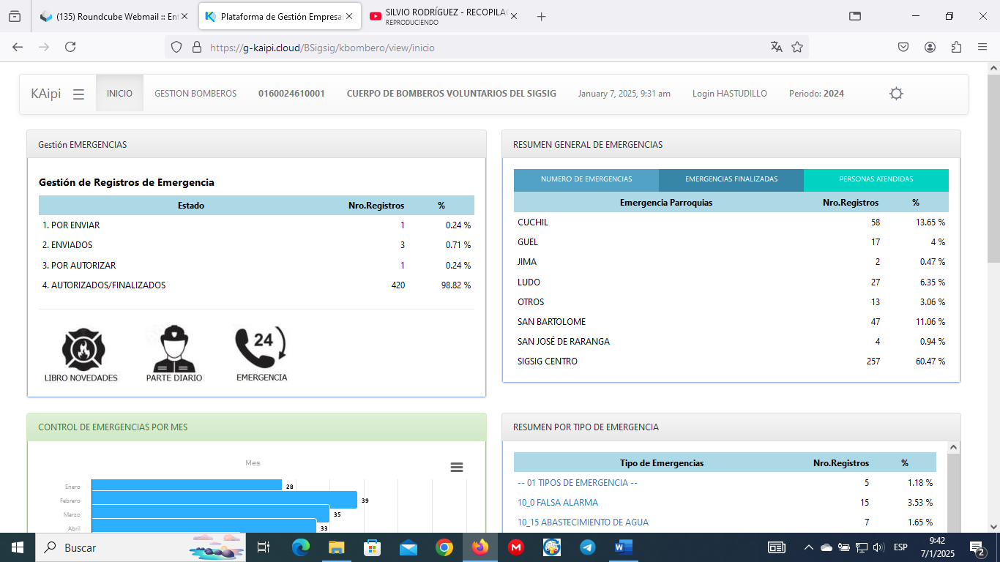 (135) Roundcube Webmail :: Ent
Plataforma de Gestión Empresa
SILVIO RODRÍGUEZ - RECOPILA
REPRODUCIENDO
https://g-kaipi.cloud/BSigsig/kbombero/view/inicio
KAipi
INICIO
GESTION BOMBEROS
0160024610001
CUERPO DE BOMBEROS VOLUNTARIOS DEL SIGSIG
January 7, 2025, 9:31 am
Login HASTUDILLO
Periodo: 2024
Gestión EMERGENCIAS
Gestión de Registros de Emergencia
Estado Nro.Registros %
1. POR ENVIAR 1 0.24 %
2. ENVIADOS 3 0.71 %
3. POR AUTORIZAR 1 0.24 %
4. AUTORIZADOS/FINALIZADOS 420 98.82 %
LIBRO NOVEDADES
PARTE DIARIO
24
EMERGENCIA
RESUMEN GENERAL DE EMERGENCIAS
NUMERO DE EMERGENCIAS
EMERGENCIAS FINALIZADAS
PERSONAS ATENDIDAS
Emergencia Parroquias Nro.Registros %
CUCHIL 58 13.65 %
GUEL 17 4 %
JIMA 2 0.47 %
LUDO 27 6.35 %
OTROS 13 3.06 %
SAN BARTOLOME 47 11.06 %
SAN JOSÉ DE RARANGA 4 0.94 %
SIGSIG CENTRO 257 60.47 %
CONTROL DE EMERGENCIAS POR MES
Mes
Enero 28
Febrero 39
Marzo 35
Abril 33
RESUMEN POR TIPO DE EMERGENCIA
Tipo de Emergencias Nro.Registros %
-- 01 TIPOS DE EMERGENCIA -- 5 1.18 %
10_0 FALSA ALARMA 15 3.53 %
10_15 ABASTECIMIENTO DE AGUA 7 1.65 %
Buscar
ESP
9:42
7/1/2025
2